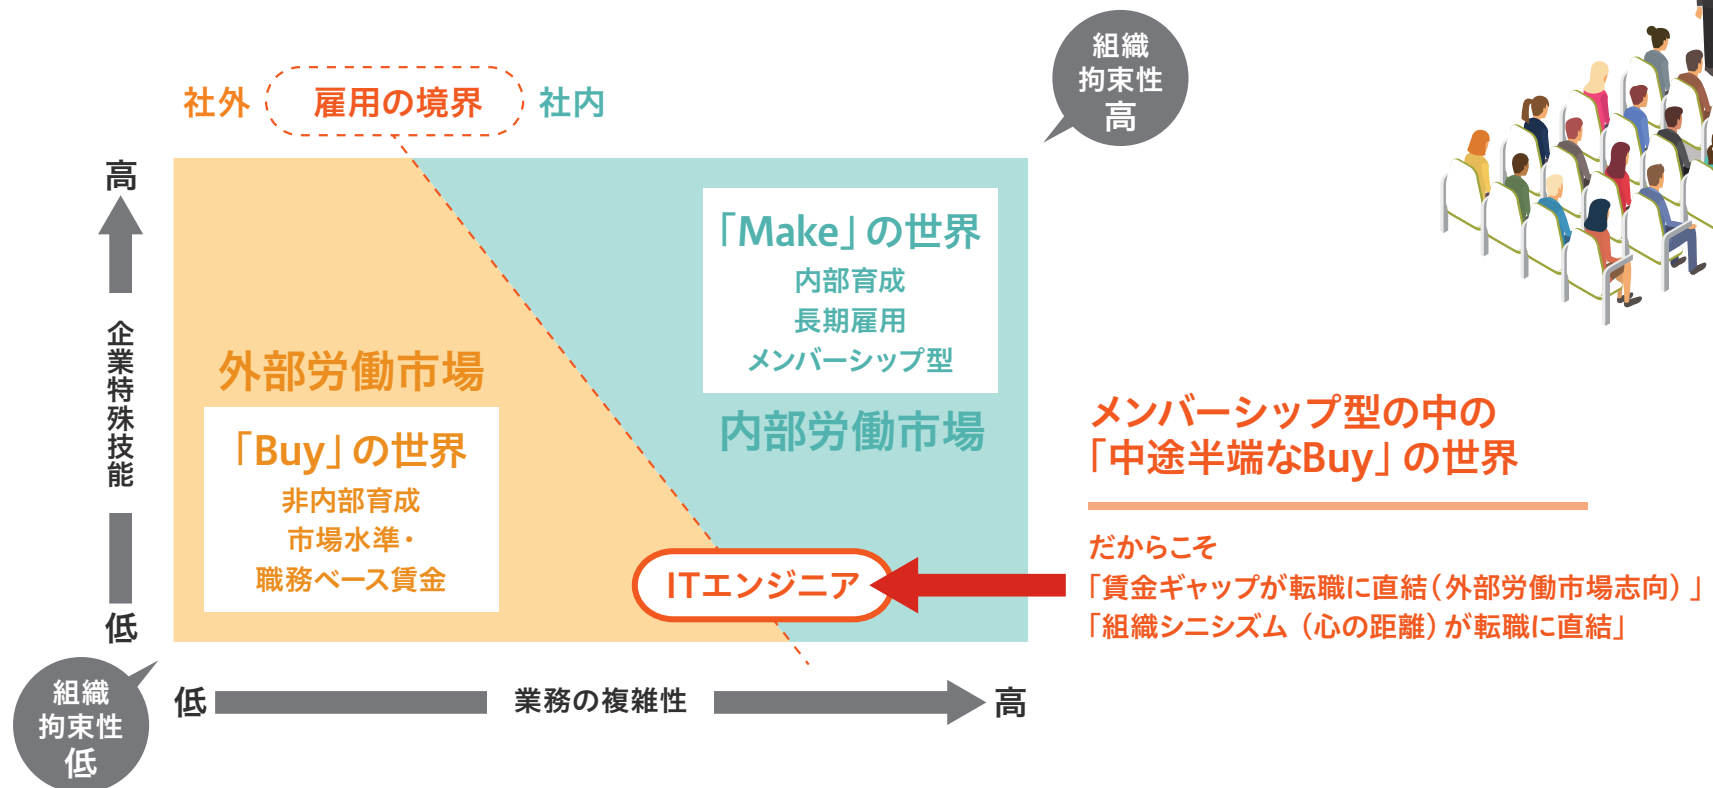 社外
雇用の境界
社内
組織
拘束性
高
高
企業特殊技能
低
「Make」の世界
内部育成
長期雇用
メンバーシップ型
内部労働市場
外部労働市場
「Buy」の世界
非内部育成
市場水準・
職務ベース賃金
ITエンジニア
メンバーシップ型の中の
「中途半端なBuy」の世界
だからこそ
「賃金ギャップが転職に直結（外部労働市場志向）」
「組織シニシズム（心の距離）が転職に直結」
組織
拘束性
低
低
業務の複雑性
高